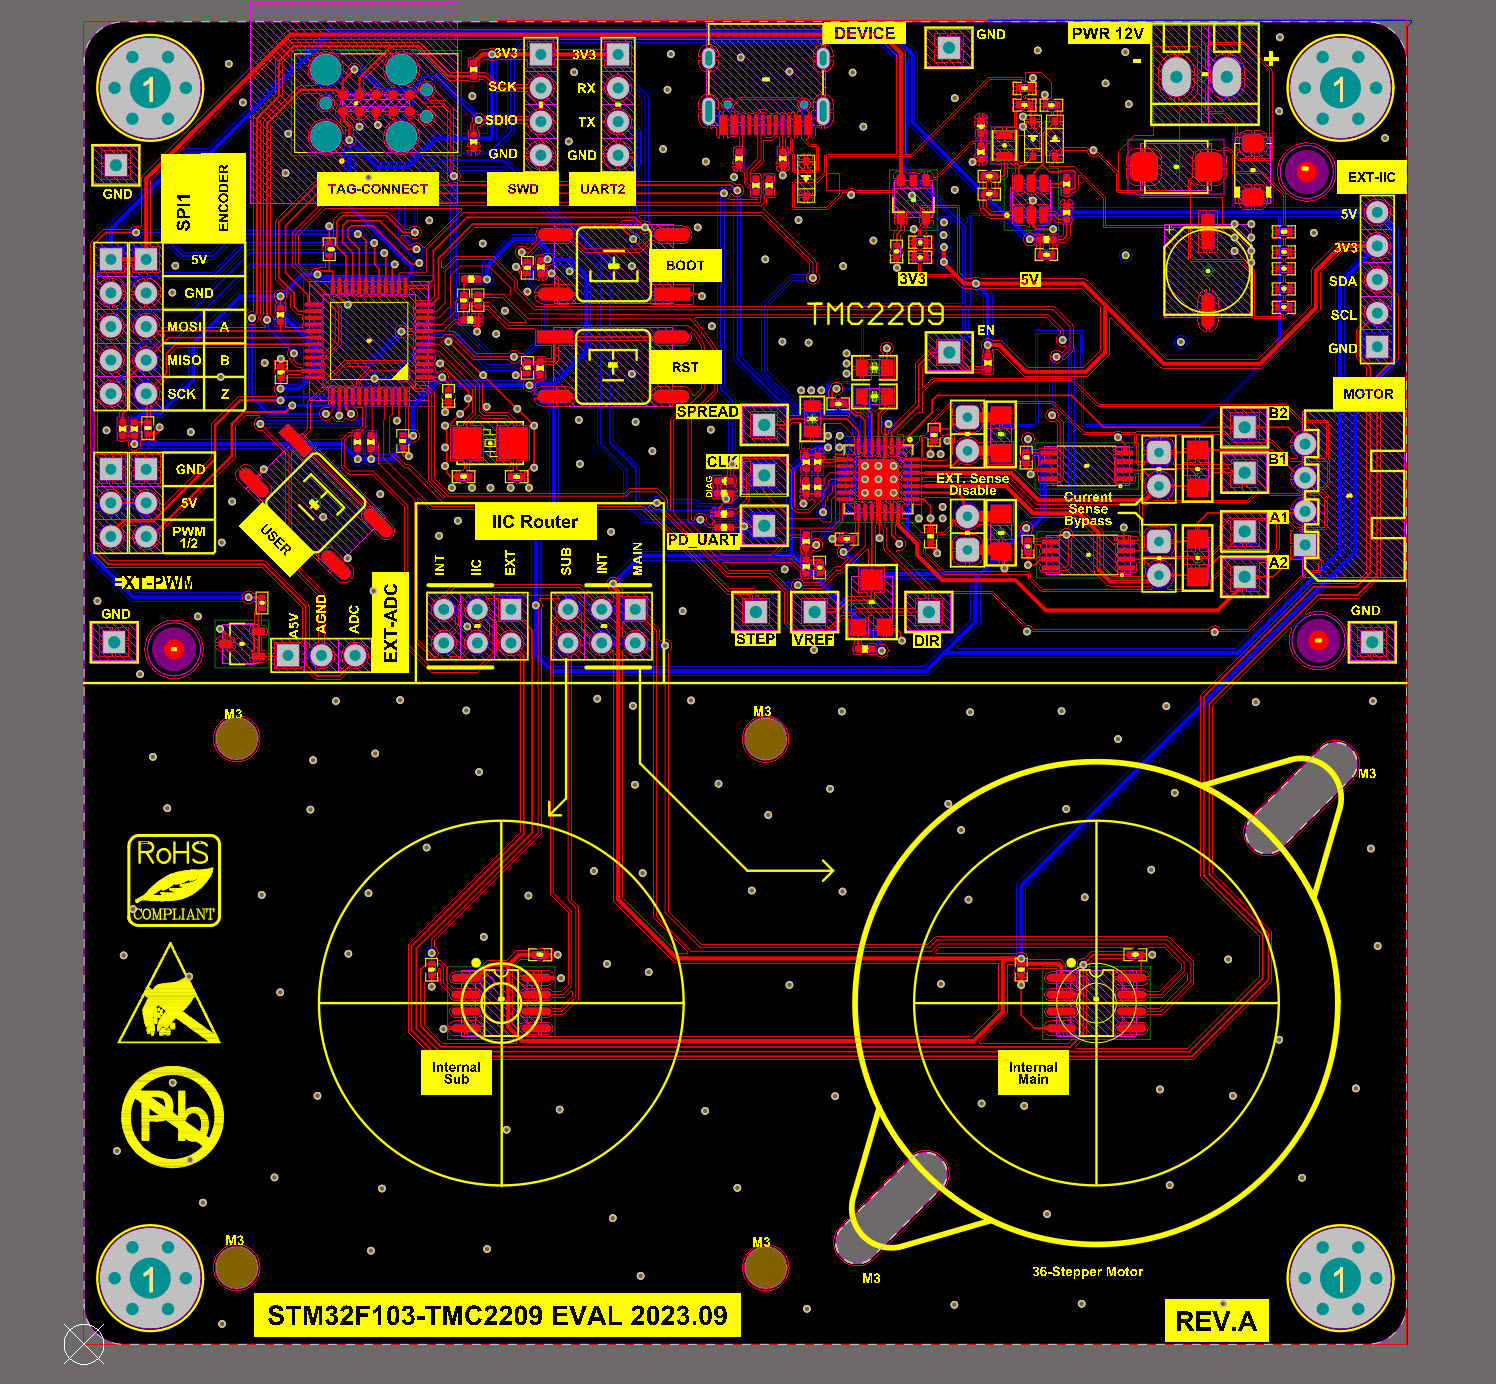 DEVICE
GND
PWR 12V
-
+
1
1
3V3
SCK
SDIO
GND
3V3
RX
TX
GND
GND
SPI1
ENCODER
TAG-CONNECT
SWD
UART2
EXT-IIC
5V
3V3
SDA
SCL
GND
5V
GND
MOSI
A
MISO
B
SCK
Z
BOOT
RST
3V3
5V
TMC2209
EN
MOTOR
SPREAD
CLK
DIAG
PD_UART
B2
B1
A1
A2
EXT. Sense
Disable
Current
Sense
Bypass
GND
5V
PWM
1/2
USER
EXT-PWM
IIC Router
INT
IIC
EXT
SUB
INT
MAIN
GND
A5V
AGND
ADC
EXT-ADC
STEP
VREF
DIR
GND
M3
M3
M3
RoHS
COMPLIANT
Pb
Internal
Sub
Internal
Main
M3
M3
M3
36-Stepper Motor
1
1
STM32F103-TMC2209 EVAL 2023.09
REV.A